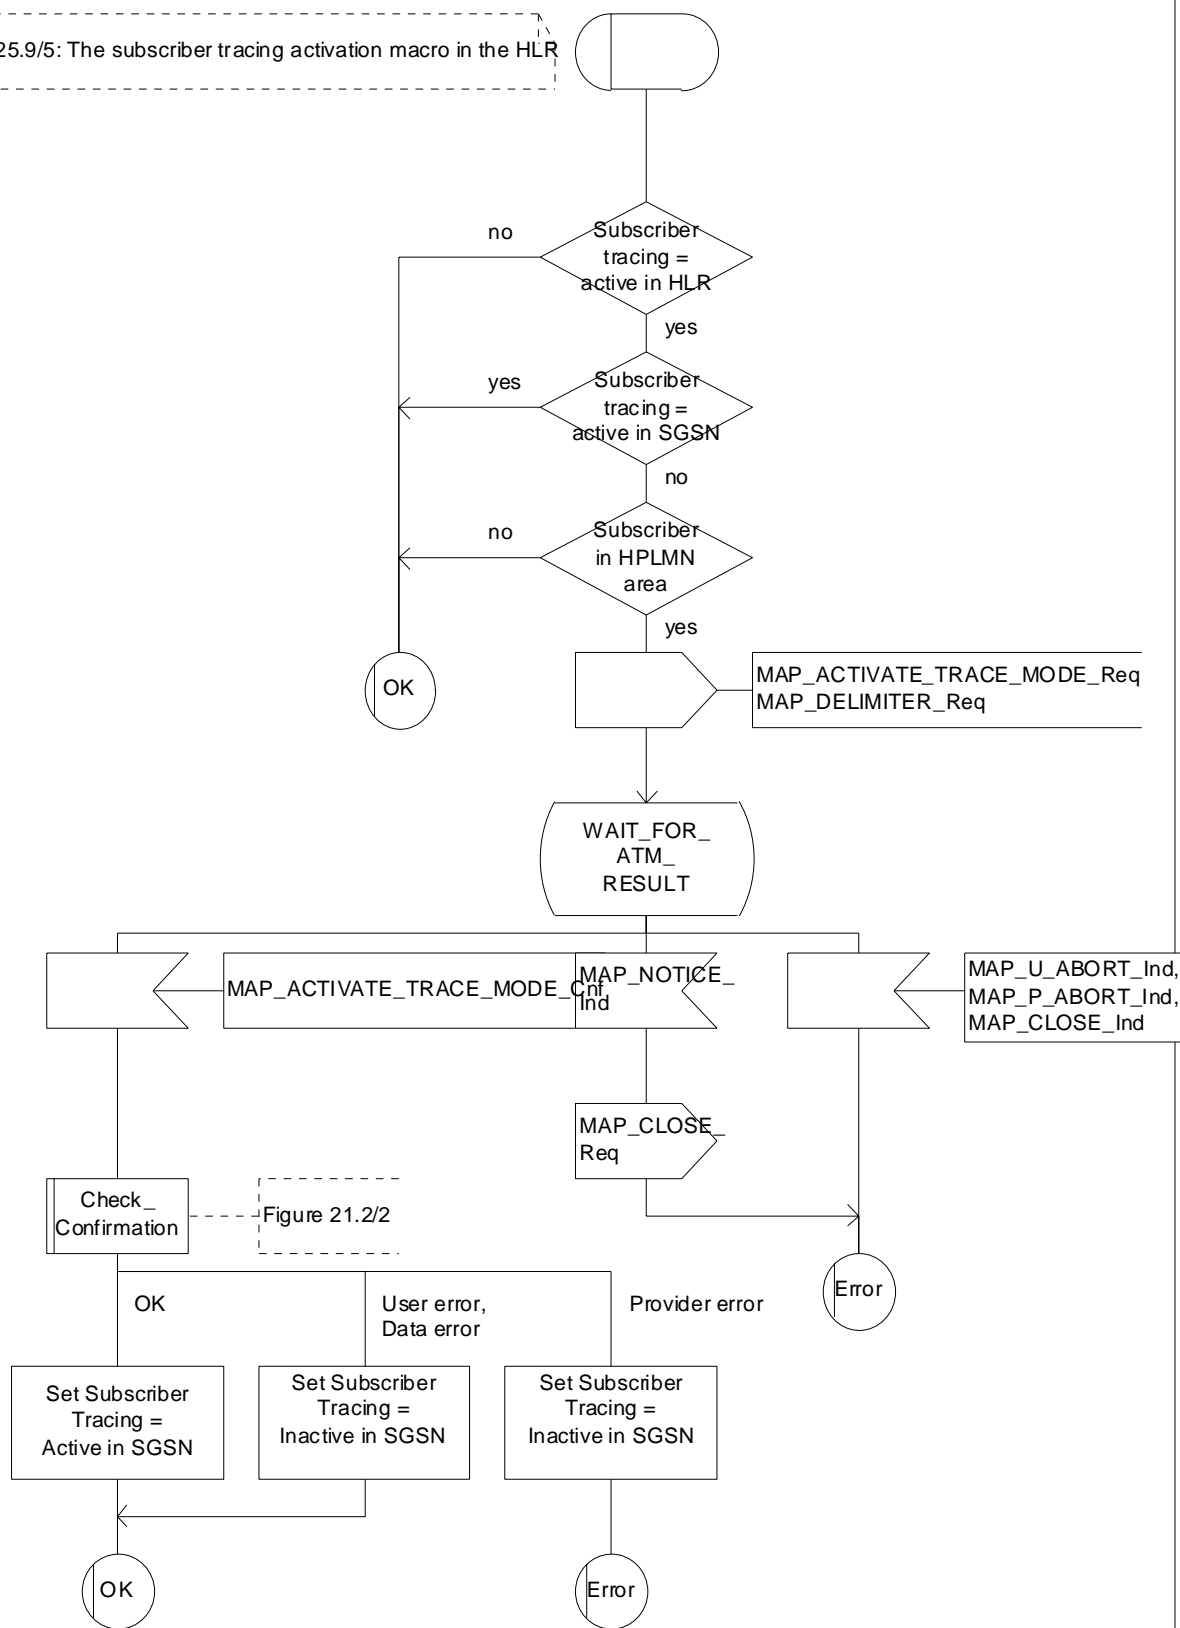 25.9/5: The subscriber tracing activation macro in the HLR
no
Subscriber
tracing =
active in HLR
yes
yes
Subscriber
tracing =
active in SGSN
no
no
Subscriber
in HPLMN
area
yes
OK
MAP_ACTIVATE_TRACE_MODE_Req
MAP_DELIMITER_Req
WAIT_FOR_
ATM_
RESULT
MAP_ACTIVATE_TRACE_MODE_Cnf
MAP_NOTICE_
Ind
MAP_U_ABORT_Ind,
MAP_P_ABORT_Ind,
MAP_CLOSE_Ind
MAP_CLOSE_
Req
Check_
Confirmation
Figure 21.2/2
Error
OK
User error,
Data error
Provider error
Set Subscriber
Tracing =
Active in SGSN
Set Subscriber
Tracing =
Inactive in SGSN
Set Subscriber
Tracing =
Inactive in SGSN
OK
Error